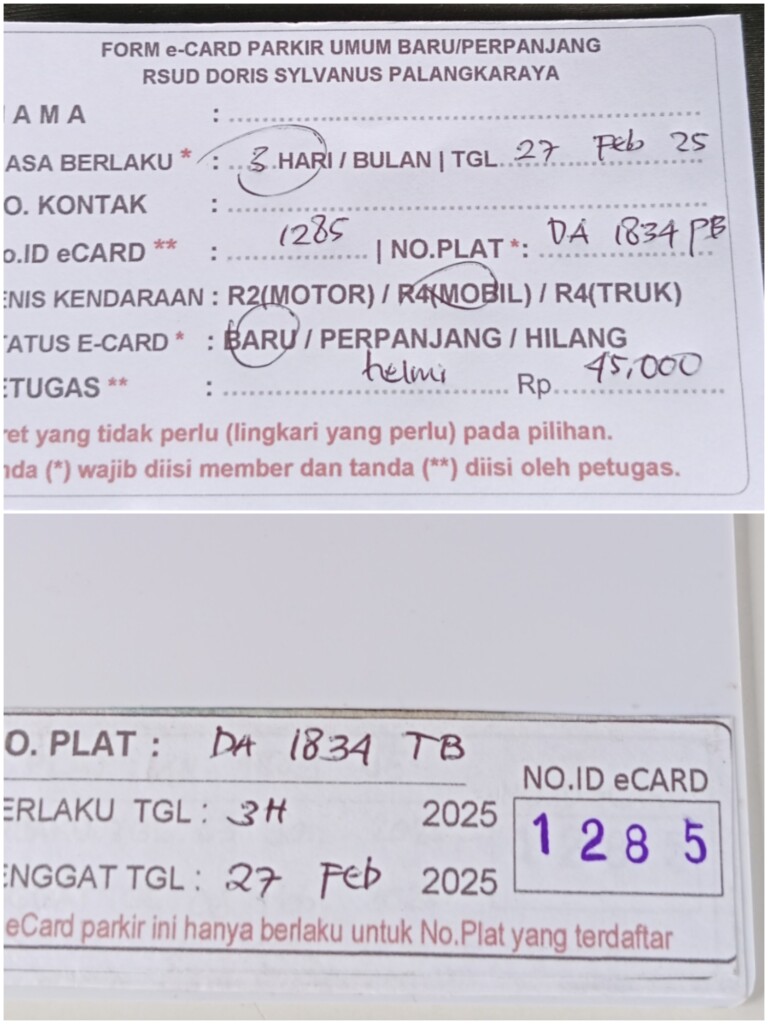 FORM e-CARD PARKIR UMUM BARU/PERPANJANG
RSUD DORIS SYLVANUS PALANGKARAYA
AMA :
ASA BERLAKU * : 3 HARI / BULAN | TGL. 27 Feb 25
O. KONTAK :
o.ID eCARD ** : 1285 | NO.PLAT *: DA 1834 PB
ENIS KENDARAAN : R2(MOTOR) / R4(MOBIL) / R4(TRUK)
ATUS E-CARD * : BARU / PERPANJANG / HILANG
ETUGAS ** : helmi Rp. 45,000
ret yang tidak perlu (lingkari yang perlu) pada pilihan.
nda (*) wajib diisi member dan tanda (**) diisi oleh petugas.
O. PLAT : DA 1834 TB
NO.ID eCARD
ERLAKU TGL : 3H 2025
1285
ENGGAT TGL : 27 Feb 2025
eCard parkir ini hanya berlaku untuk No.Plat yang terdaftar